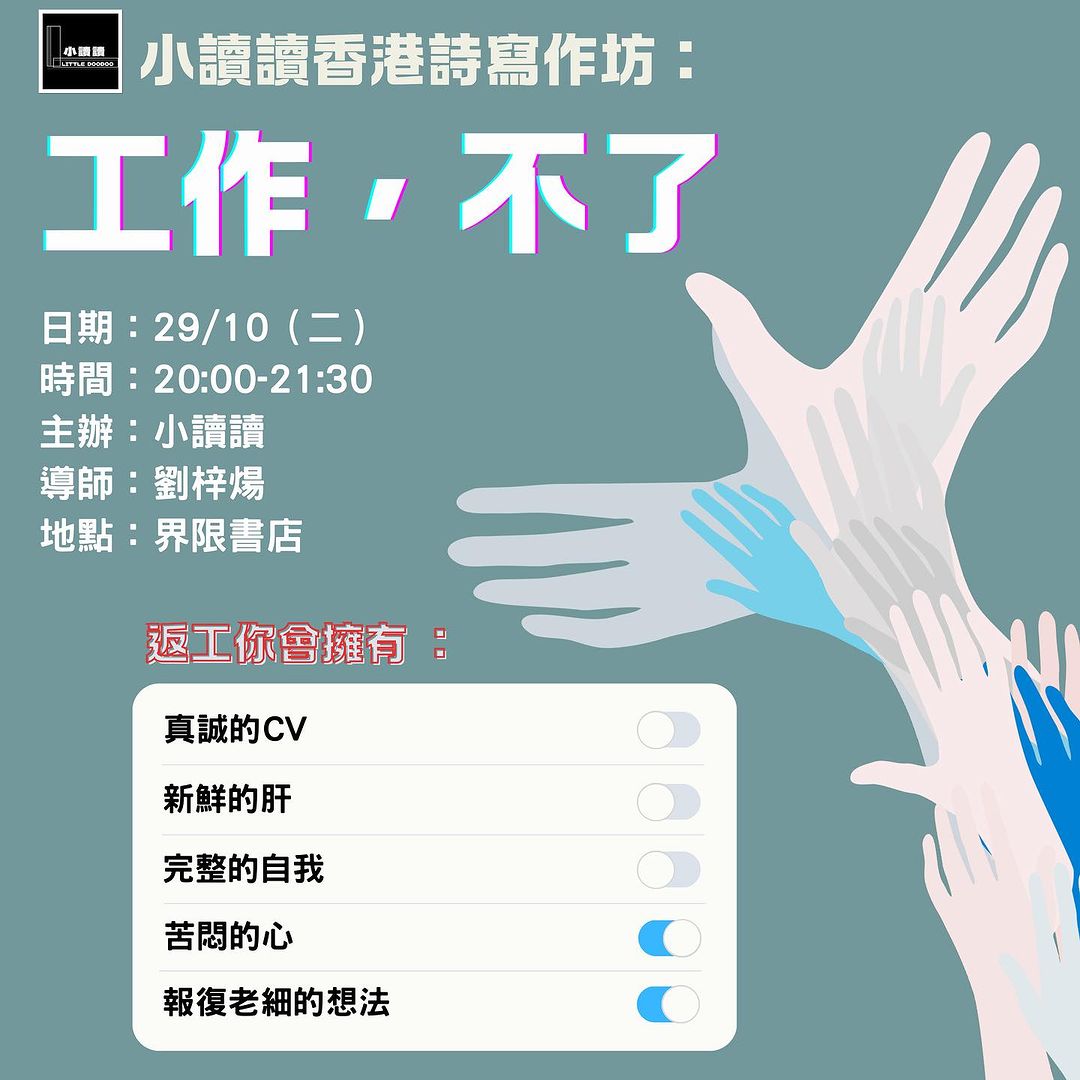 小讀讀
LITTLE DOODOO
小讀讀香港詩寫作坊：
工作，不了
日期：29/10（二）
時間：20:00-21:30
主辦：小讀讀
導師：劉梓煬
地點：界限書店
返工你會擁有：
真誠的CV
新鮮的肝
完整的自我
苦悶的心
報復老細的想法